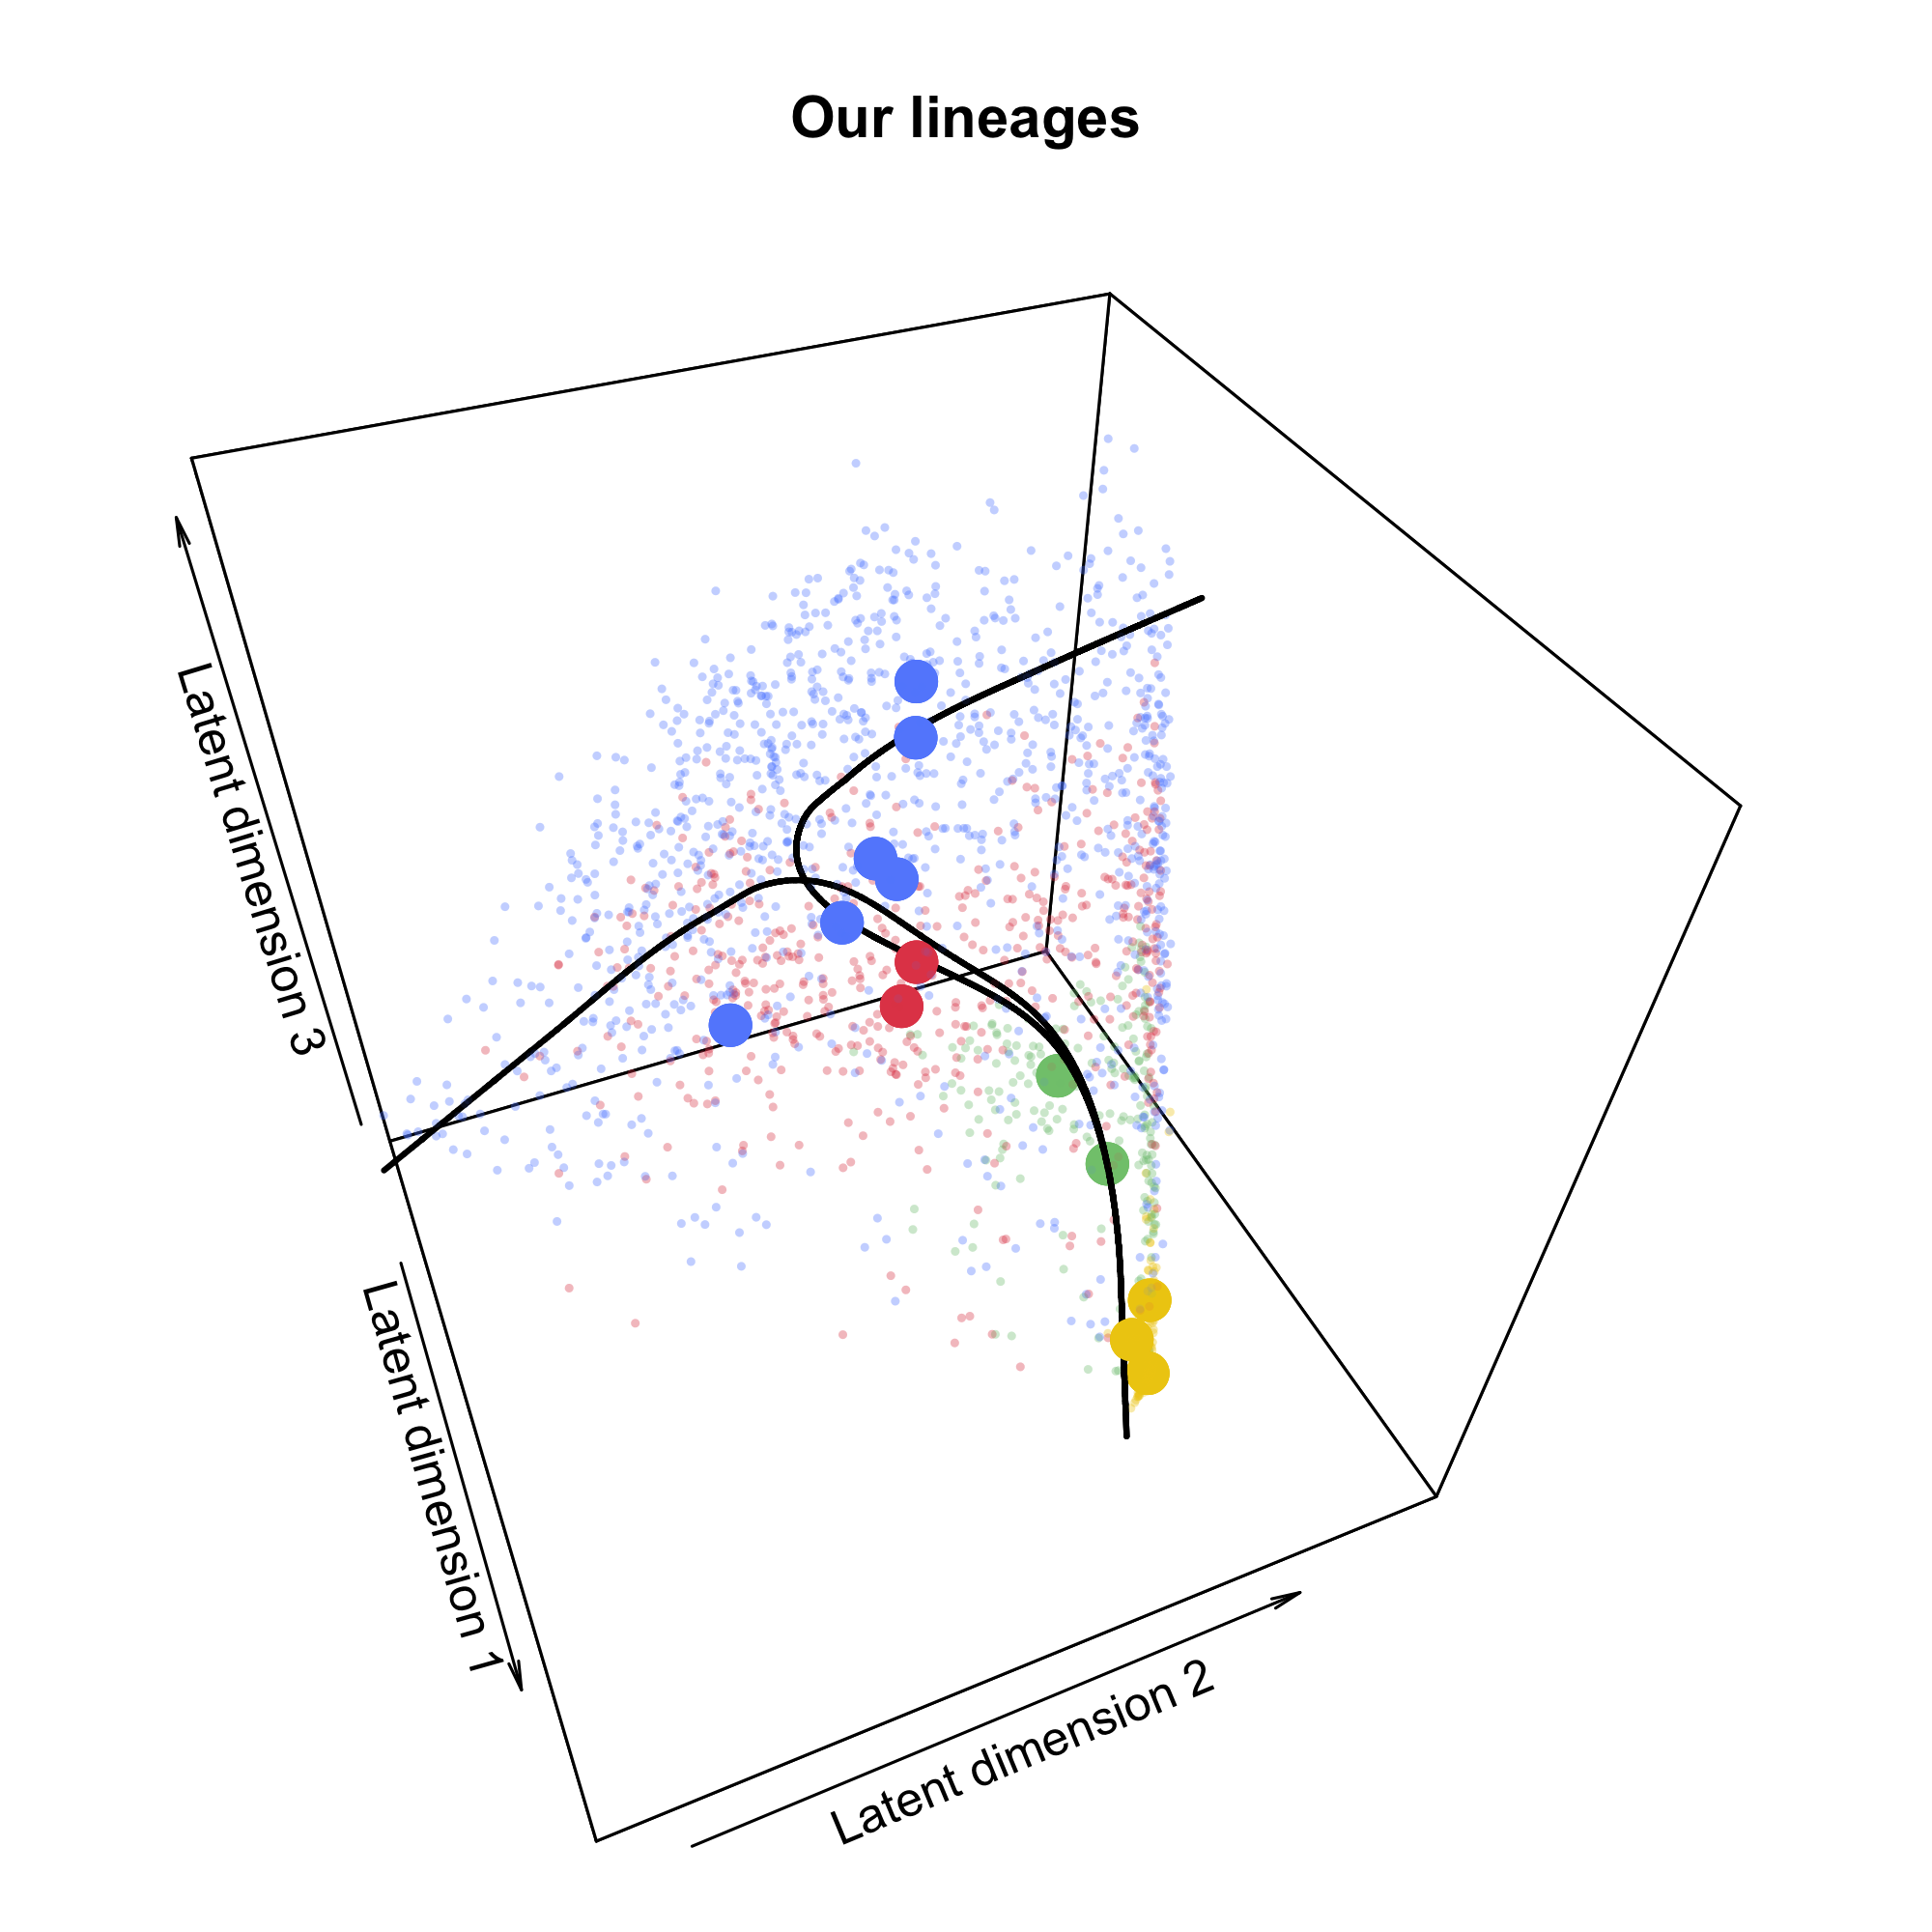 Our lineages
Latent dimension 3
Latent dimension 1
Latent dimension 2